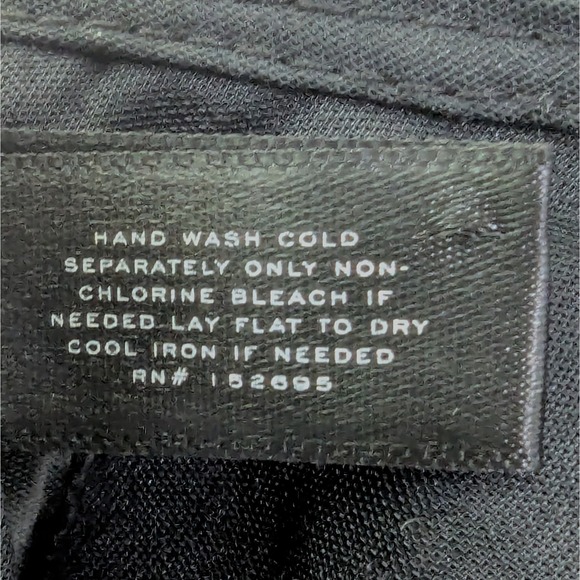 HAND WASH COLD
SEPARATELY ONLY NON-
CHLORINE BLEACH IF
NEEDED LAY FLAT TO DRY
COOL IRON IF NEEDED
RN# 152695